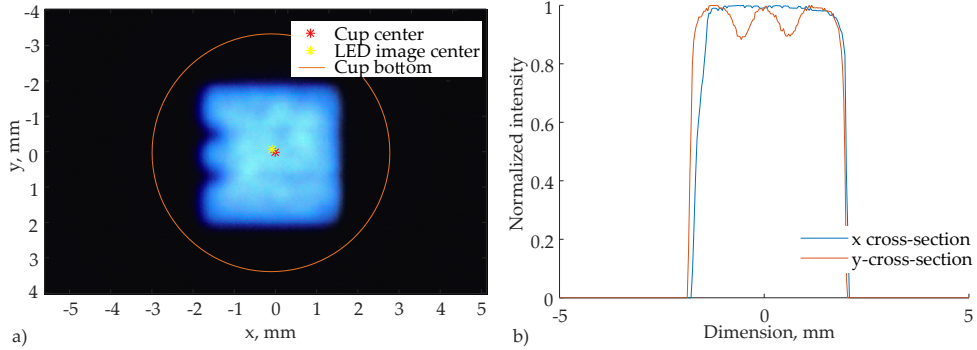 -4
-3
-2
-1
0
1
2
3
4
y, mm
Cup center
LED image center
Cup bottom
-5 -4 -3 -2 -1 0 1 2 3 4 5
x, mm
a)
1
0.8
0.6
0.4
0.2
0
Normalized intensity
x cross-section
y-cross-section
-5 0 5
Dimension, mm
b)